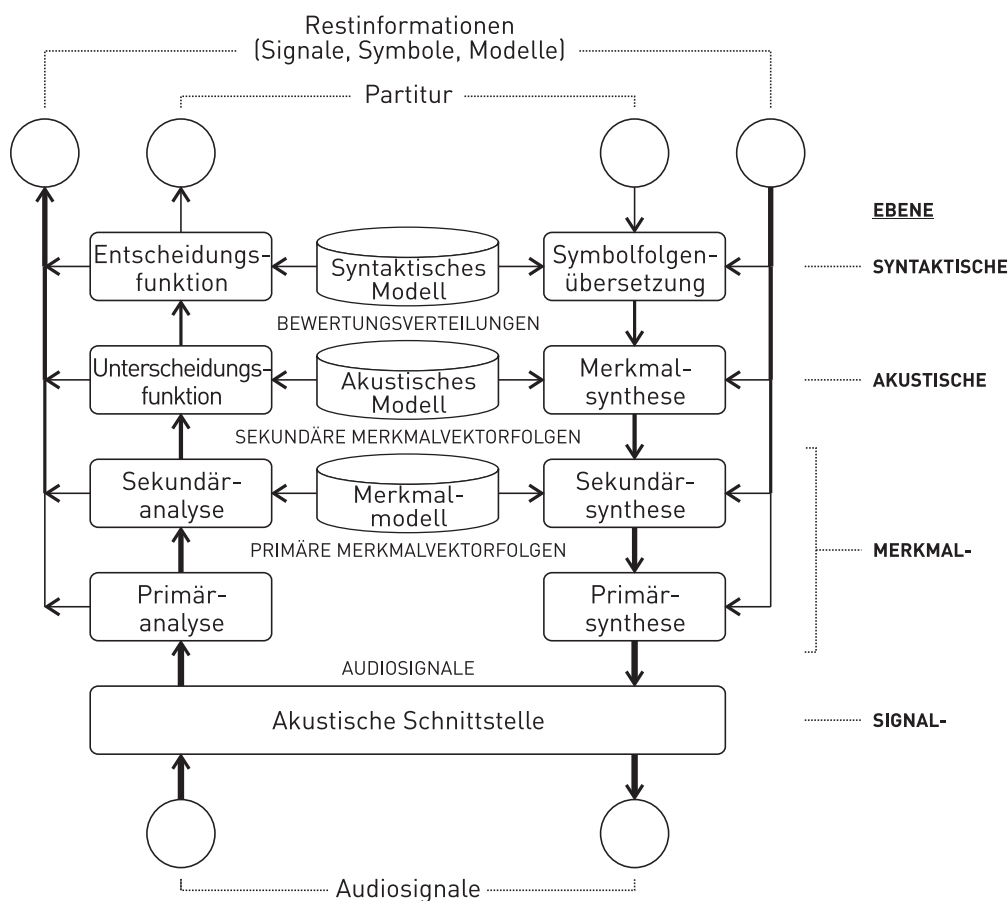 Restinformationen
(Signale, Symbole, Modelle)
Partitur
EBENE
Entscheidungs-
funktion
Syntaktisches
Modell
Symbolfolgen-
übersetzung
SYNTAKTISCHE
BEWERTUNGSVERTEILUNGEN
Unterscheidungs-
funktion
Akustisches
Modell
Merkmal-
synthese
AKUSTISCHE
SEKUNDÄRE MERKMALVEKTORFOLGEN
Sekundär-
analyse
Merkmal-
modell
Sekundär-
synthese
PRIMÄRE MERKMALVEKTORFOLGEN
MERKMAL-
Primär-
analyse
Primär-
synthese
AUDIOSIGNALE
Akustische Schnittstelle
SIGNAL-
Audiosignale